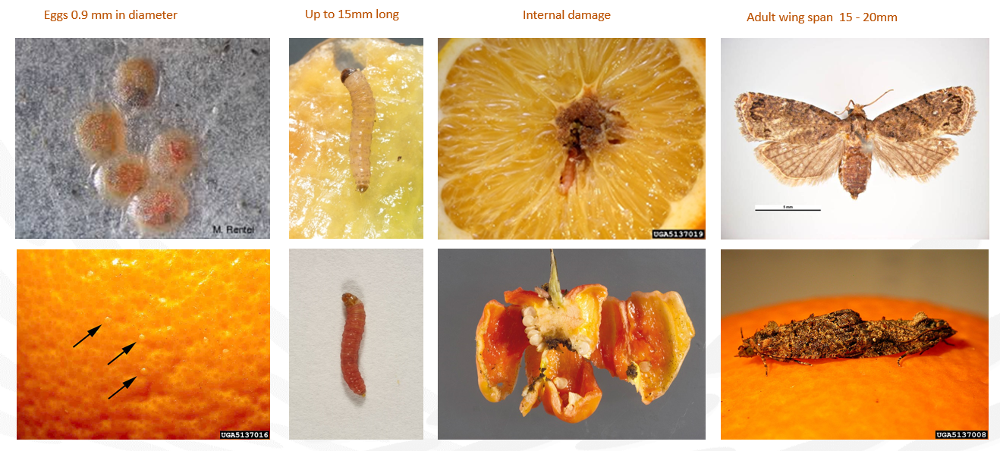 Eggs 0.9 mm in diameter
Up to 15mm long
Internal damage
Adult wing span 15 - 20mm
M. Rentel
UGA5137019
5 mm
UGA5137016
UGA5137008